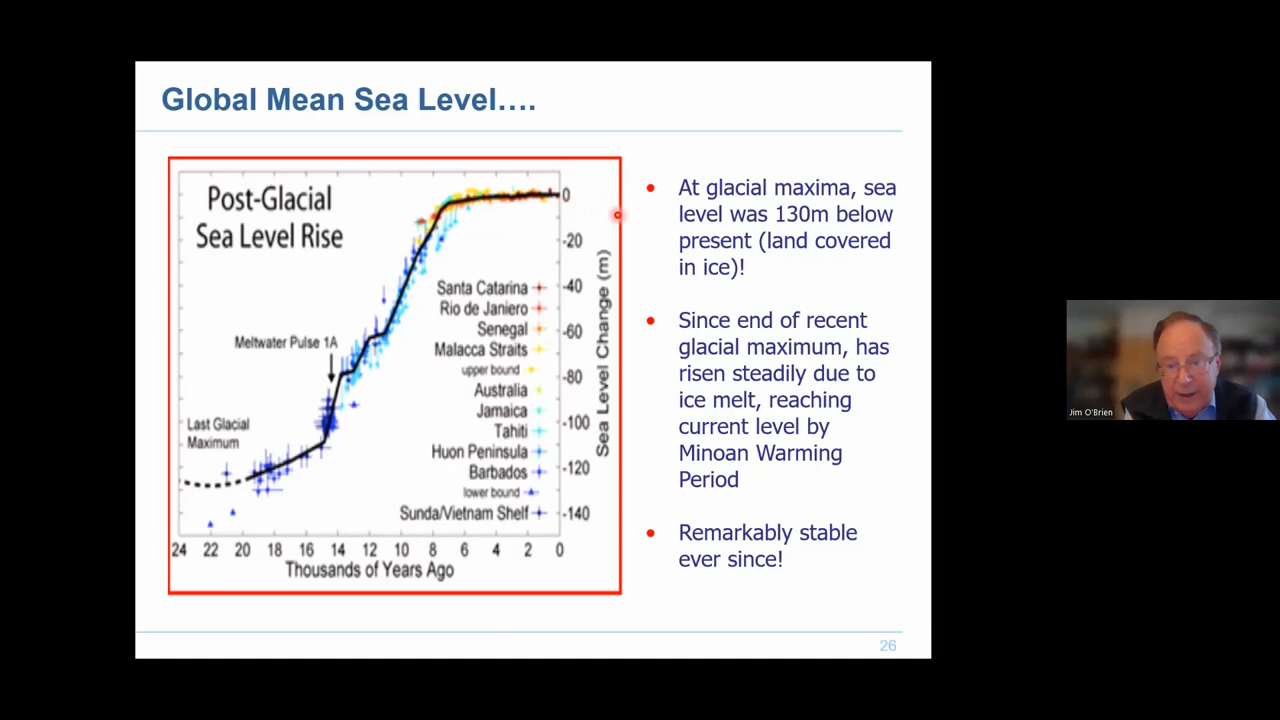 Global Mean Sea Level….
Post-Glacial
Sea Level Rise
0
-20
-40
-60
-80
-100
-120
-140
Sea Level Change (m)
Santa Catarina
Rio de Janiero
Senegal
Malacca Straits
upper bound
Australia
Jamaica
Tahiti
Huon Peninsula
Barbados
lower bound
Sunda/Vietnam Shelf
Meltwater Pulse 1A
Last Glacial
Maximum
24 22 20 18 16 14 12 10 8 6 4 2 0
Thousands of Years Ago
At glacial maxima, sea
level was 130m below
present (land covered
in ice)!
Since end of recent
glacial maximum, has
risen steadily due to
ice melt, reaching
current level by
Minoan Warming
Period
Remarkably stable
ever since!
26
Jim O'Brien